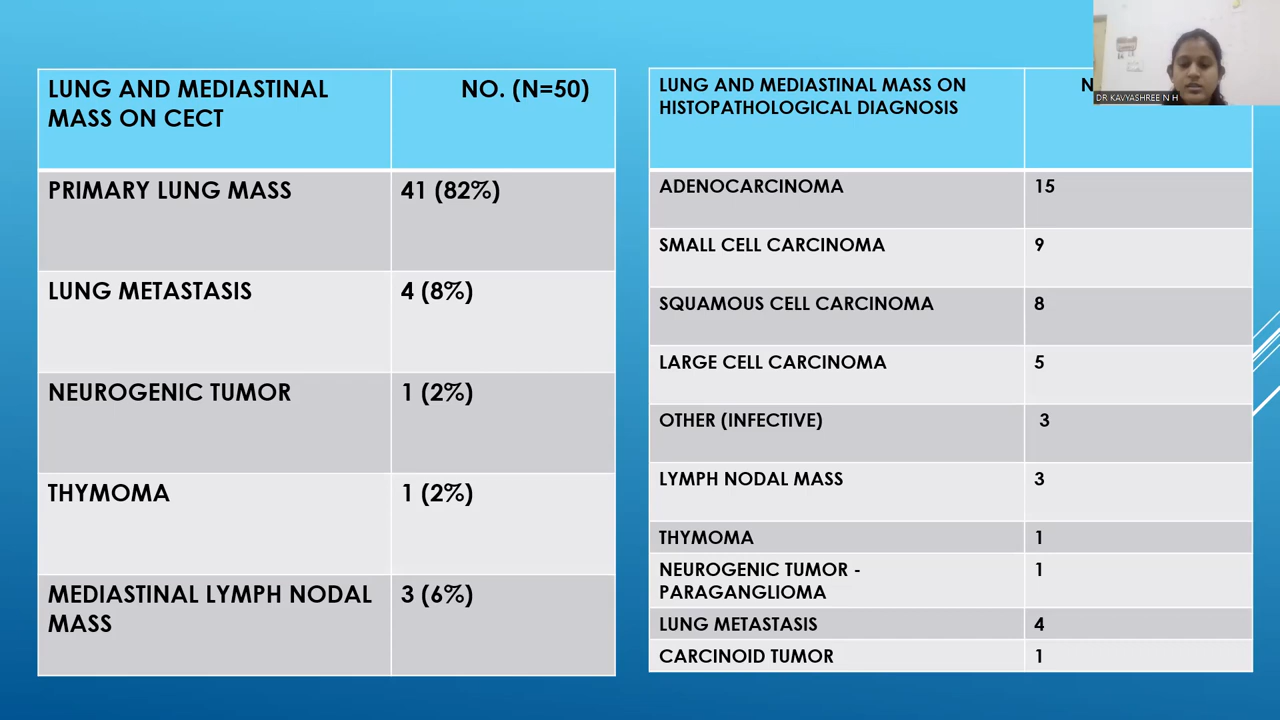 LUNG AND MEDIASTINAL
MASS ON CECT
NO. (N=50)
PRIMARY LUNG MASS
41 (82%)
LUNG METASTASIS
4 (8%)
NEUROGENIC TUMOR
1 (2%)
THYMOMA
1 (2%)
MEDIASTINAL LYMPH NODAL
MASS
3 (6%)
LUNG AND MEDIASTINAL MASS ON
HISTOPATHOLOGICAL DIAGNOSIS
ADENOCARCINOMA
15
SMALL CELL CARCINOMA
9
SQUAMOUS CELL CARCINOMA
8
LARGE CELL CARCINOMA
5
OTHER (INFECTIVE)
3
LYMPH NODAL MASS
3
THYMOMA
1
NEUROGENIC TUMOR -
PARAGANGLIOMA
1
LUNG METASTASIS
4
CARCINOID TUMOR
1
DR KAVYASHREE N H